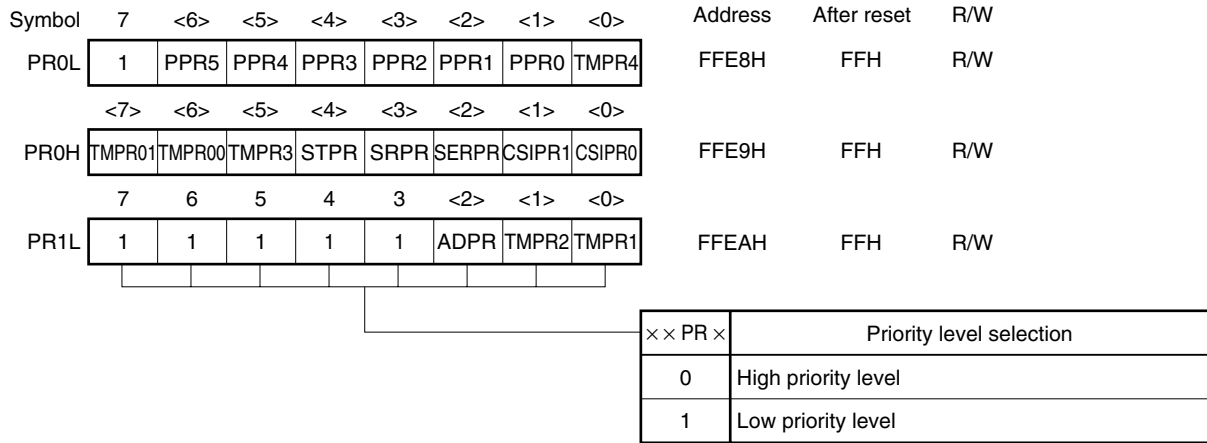 Symbol 7 <6> <5> <4> <3> <2> <1> <0> Address After reset R/W
PR0L 1 PPR5 PPR4 PPR3 PPR2 PPR1 PPR0 TMPR4 FFE8H FFH R/W
<7> <6> <5> <4> <3> <2> <1> <0>
PR0H TMPR01 TMPR00 TMPR3 STPR SRPR SERPR CSIPR1 CSIPR0 FFE9H FFH R/W
7 6 5 4 3 <2> <1> <0>
PR1L 1 1 1 1 1 ADPR TMPR2 TMPR1 FFEAH FFH R/W
××PR× Priority level selection
0 High priority level
1 Low priority level